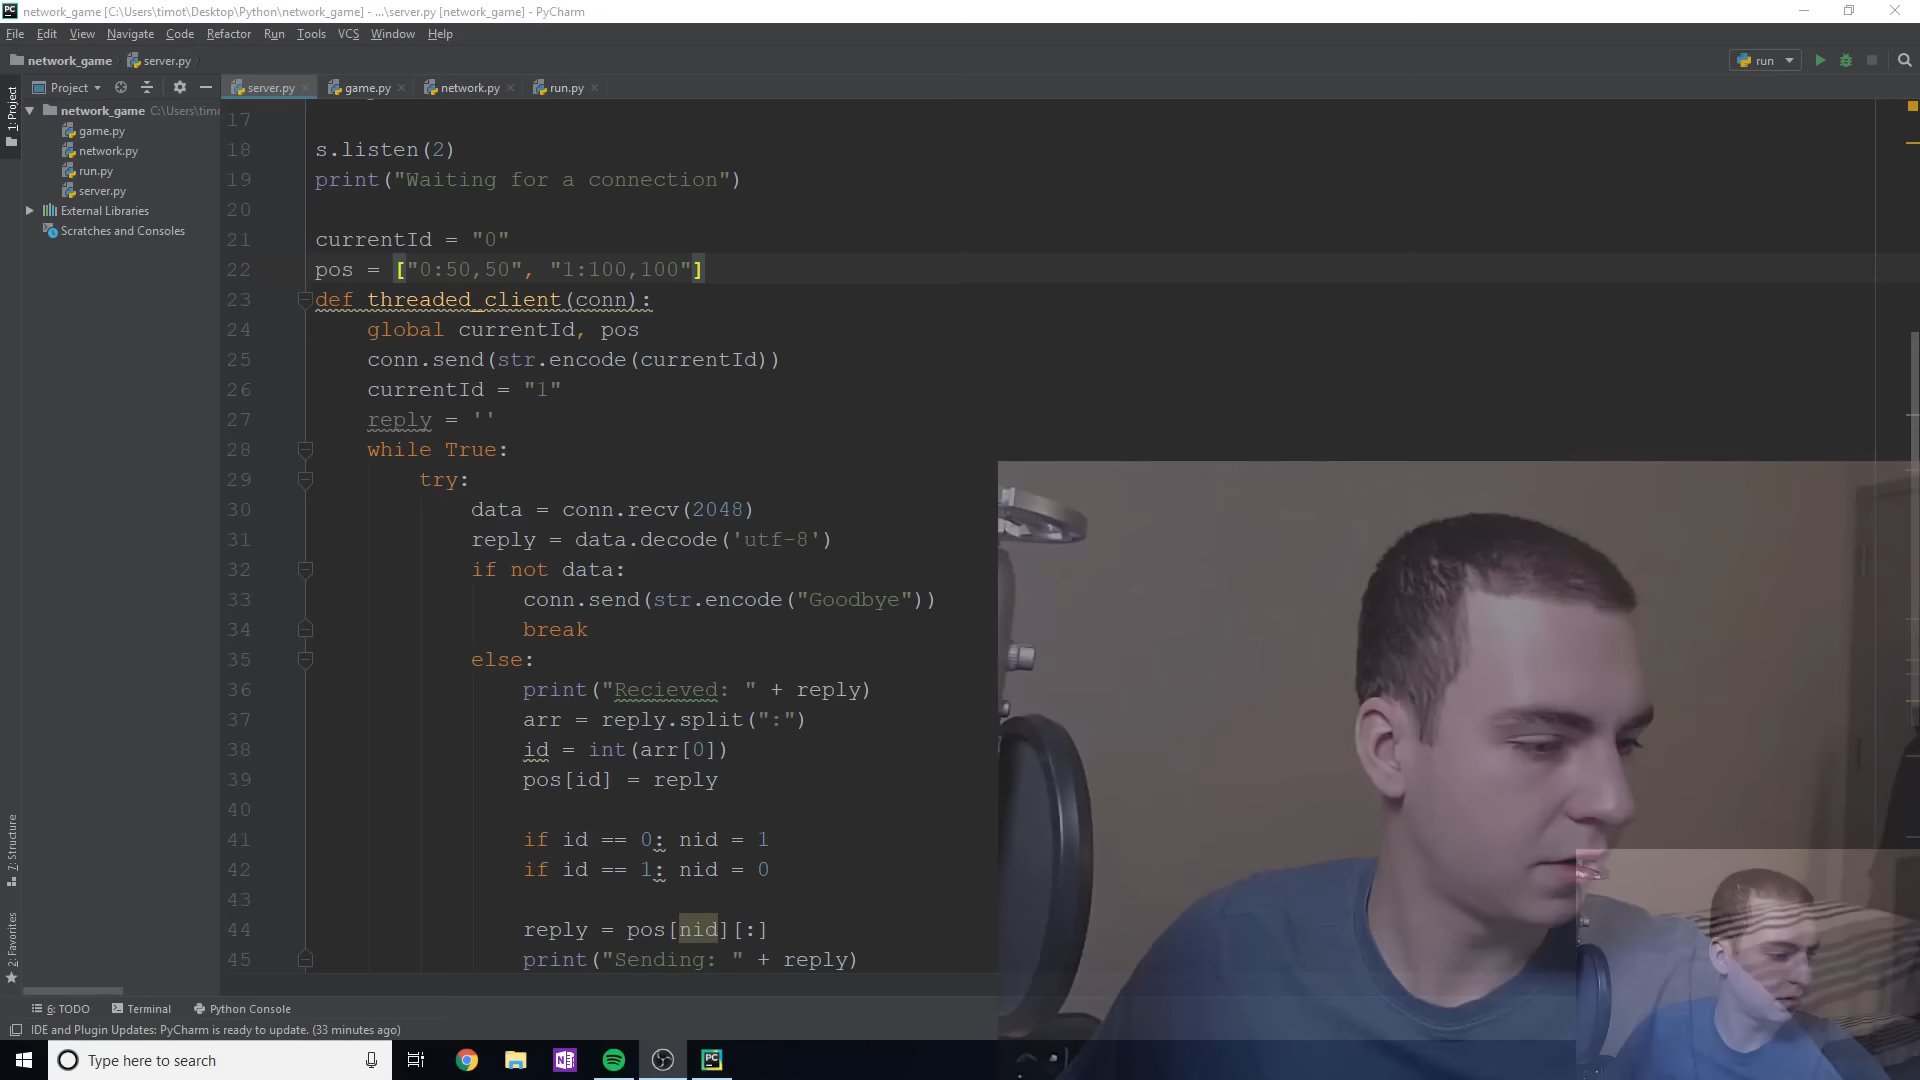 network_game [C:\Users\timot\Desktop\Python\network_game] - ...\server.py [network_game] - PyCharm
File Edit View Navigate Code Refactor Run Tools VCS Window Help
network_game server.py run
Project server.py game.py network.py run.py
1: Project
network_game C:\Users\timo
game.py
network.py
run.py
server.py
External Libraries
Scratches and Consoles
17
18 s.listen(2)
19 print("Waiting for a connection")
20
21 currentId = "0"
22 pos = ["0:50,50", "1:100,100"]
23 def threaded_client(conn):
24 global currentId, pos
25 conn.send(str.encode(currentId))
26 currentId = "1"
27 reply = ''
28 while True:
29 try:
30 data = conn.recv(2048)
31 reply = data.decode('utf-8')
32 if not data:
33 conn.send(str.encode("Goodbye"))
34 break
35 else:
36 print("Recieved: " + reply)
37 arr = reply.split(":")
38 id = int(arr[0])
39 pos[id] = reply
40
41 if id == 0: nid = 1
42 if id == 1: nid = 0
43
44 reply = pos[nid][:]
45 print("Sending: " + reply)
7: Structure
2: Favorites
6: TODO Terminal Python Console
IDE and Plugin Updates: PyCharm is ready to update. (33 minutes ago)
Type here to search